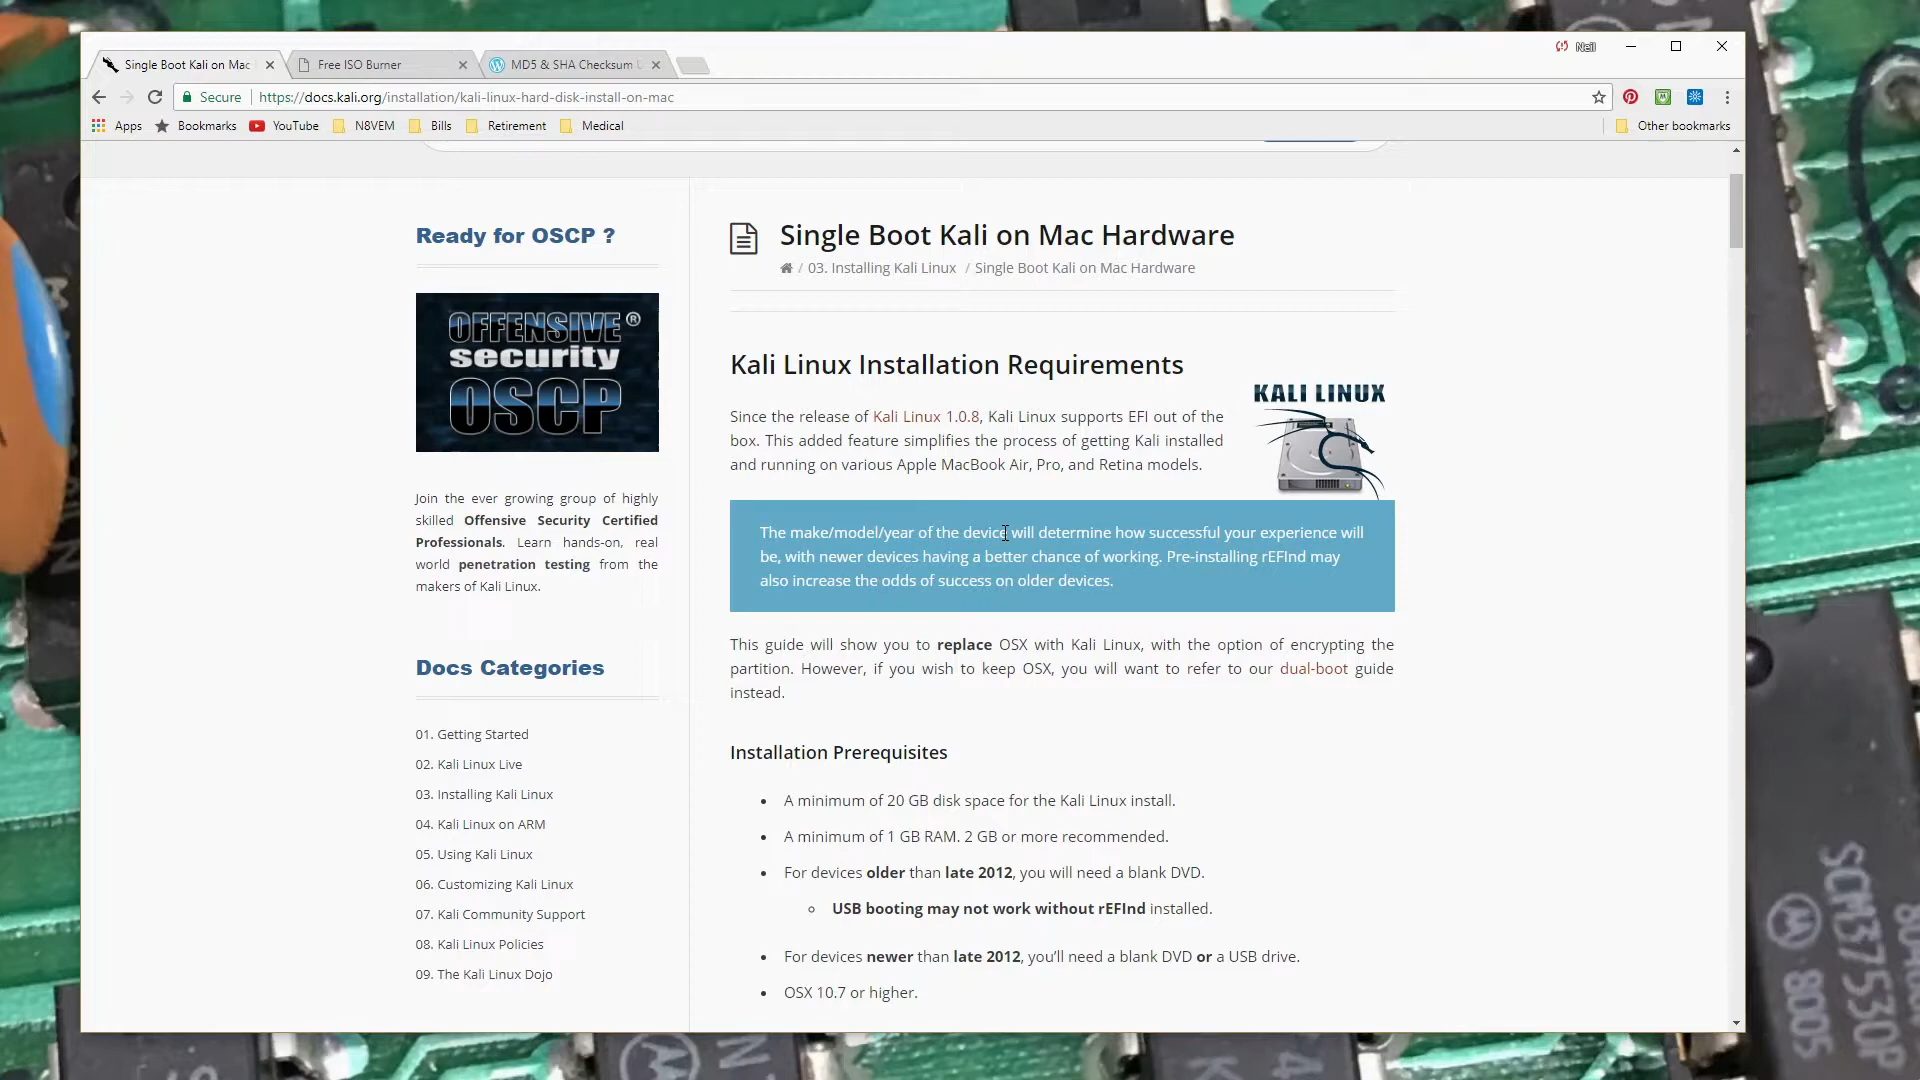 Neil
Single Boot Kali on Mac
Free ISO Burner
MD5 & SHA Checksum U
Secure https://docs.kali.org/installation/kali-linux-hard-disk-install-on-mac
Apps Bookmarks YouTube N8VEM Bills Retirement Medical Other bookmarks
Ready for OSCP ?
OFFENSIVE ®
security
OSCP
Join the ever growing group of highly
skilled Offensive Security Certified
Professionals. Learn hands-on, real
world penetration testing from the
makers of Kali Linux.
Docs Categories
01. Getting Started
02. Kali Linux Live
03. Installing Kali Linux
04. Kali Linux on ARM
05. Using Kali Linux
06. Customizing Kali Linux
07. Kali Community Support
08. Kali Linux Policies
09. The Kali Linux Dojo
Single Boot Kali on Mac Hardware
/ 03. Installing Kali Linux / Single Boot Kali on Mac Hardware
Kali Linux Installation Requirements
KALI LINUX
Since the release of Kali Linux 1.0.8, Kali Linux supports EFI out of the
box. This added feature simplifies the process of getting Kali installed
and running on various Apple MacBook Air, Pro, and Retina models.
The make/model/year of the device will determine how successful your experience will
be, with newer devices having a better chance of working. Pre-installing rEFInd may
also increase the odds of success on older devices.
This guide will show you to replace OSX with Kali Linux, with the option of encrypting the
partition. However, if you wish to keep OSX, you will want to refer to our dual-boot guide
instead.
Installation Prerequisites
• A minimum of 20 GB disk space for the Kali Linux install.
• A minimum of 1 GB RAM. 2 GB or more recommended.
• For devices older than late 2012, you will need a blank DVD.
○ USB booting may not work without rEFInd installed.
• For devices newer than late 2012, you'll need a blank DVD or a USB drive.
• OSX 10.7 or higher.
SCM37530P
8005